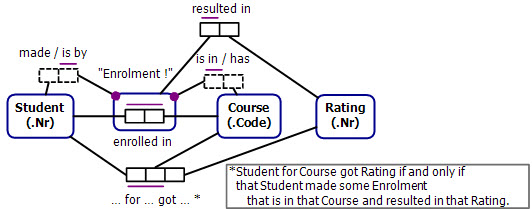 resulted in
made / is by
"Enrolment !"
is in / has
Student
(.Nr)
Course
(.Code)
Rating
(.Nr)
enrolled in
... for ... got ... *
*Student for Course got Rating if and only if
that Student made some Enrolment
that is in that Course and resulted in that Rating.